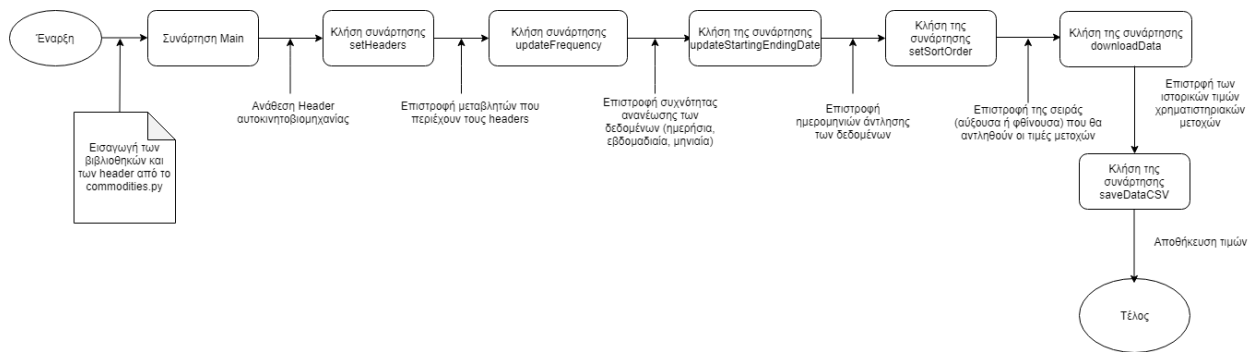 Έναρξη
Συνάρτηση Main
Κλήση συνάρτησης
setHeaders
Κλήση συνάρτησης
updateFrequency
Κλήση της συνάρτησης
updateStartingEndingDate
Κλήση της
συνάρτησης
setSortOrder
Κλήση της συνάρτησης
downloadData
Εισαγωγή των
βιβλιοθηκών και
των header από το
commodities.py
Ανάθεση Header
αυτοκινητοβιομηχανίας
Επιστροφή μεταβλητών που
περιέχουν τους headers
Επιστροφή συχνότητας
ανανέωσης των
δεδομένων (ημερήσια,
εβδομαδιαία, μηνιαία)
Επιστροφή
ημερομηνιών άντλησης
των δεδομένων
Επιστροφή της σειράς
(αύξουσα ή φθίνουσα) που θα
αντληθούν οι τιμές μετοχών
Επιστρφή των
ιστορικών τιμών
χρηματιστηριακών
μετοχών
Κλήση της
συνάρτησης
saveDataCSV
Αποθήκευση τιμών
Τέλος